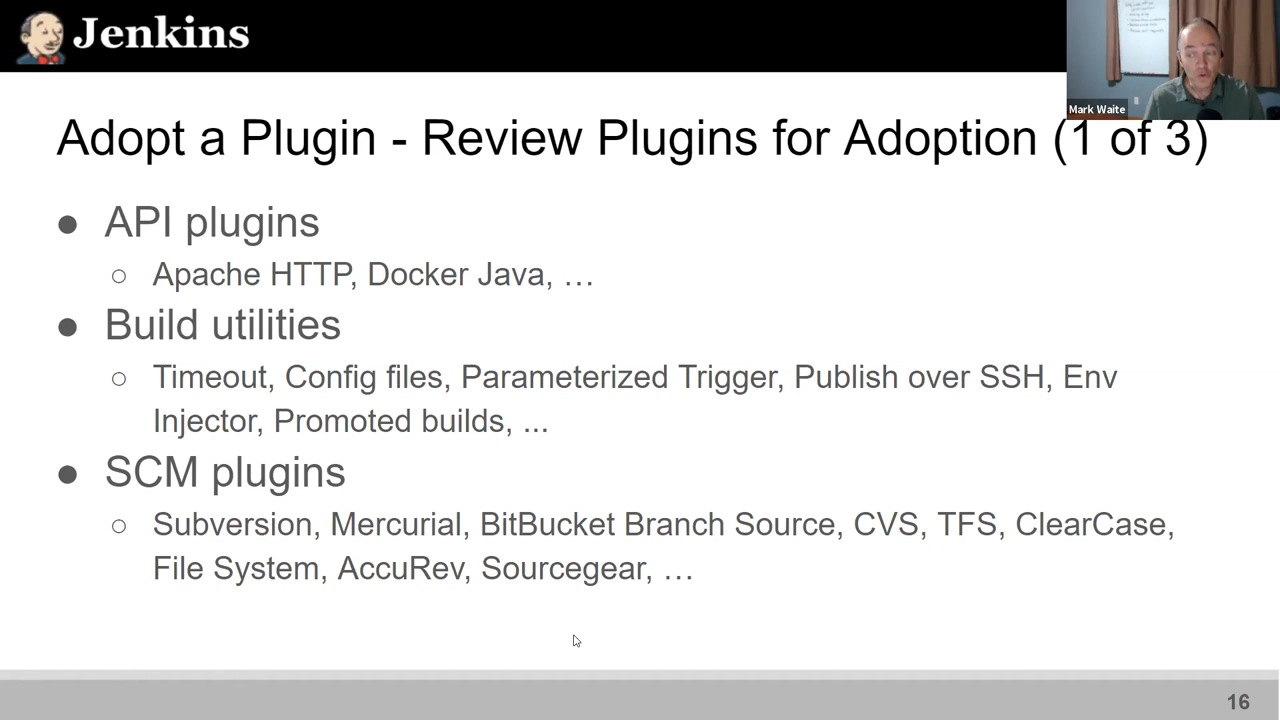 Jenkins
Mark Waite
Adopt a Plugin - Review Plugins for Adoption (1 of 3)
● API plugins
○ Apache HTTP, Docker Java, …
● Build utilities
○ Timeout, Config files, Parameterized Trigger, Publish over SSH, Env
Injector, Promoted builds, ...
● SCM plugins
○ Subversion, Mercurial, BitBucket Branch Source, CVS, TFS, ClearCase,
File System, AccuRev, Sourcegear, …
16